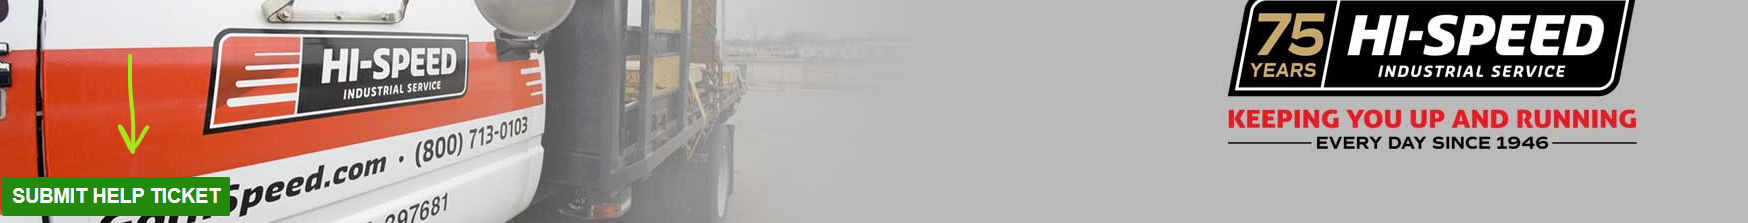 HI-SPEED
INDUSTRIAL SERVICE
Speed.com • (800) 713-0103
297681
SUBMIT HELP TICKET
75 YEARS
HI-SPEED
INDUSTRIAL SERVICE
KEEPING YOU UP AND RUNNING
EVERY DAY SINCE 1946